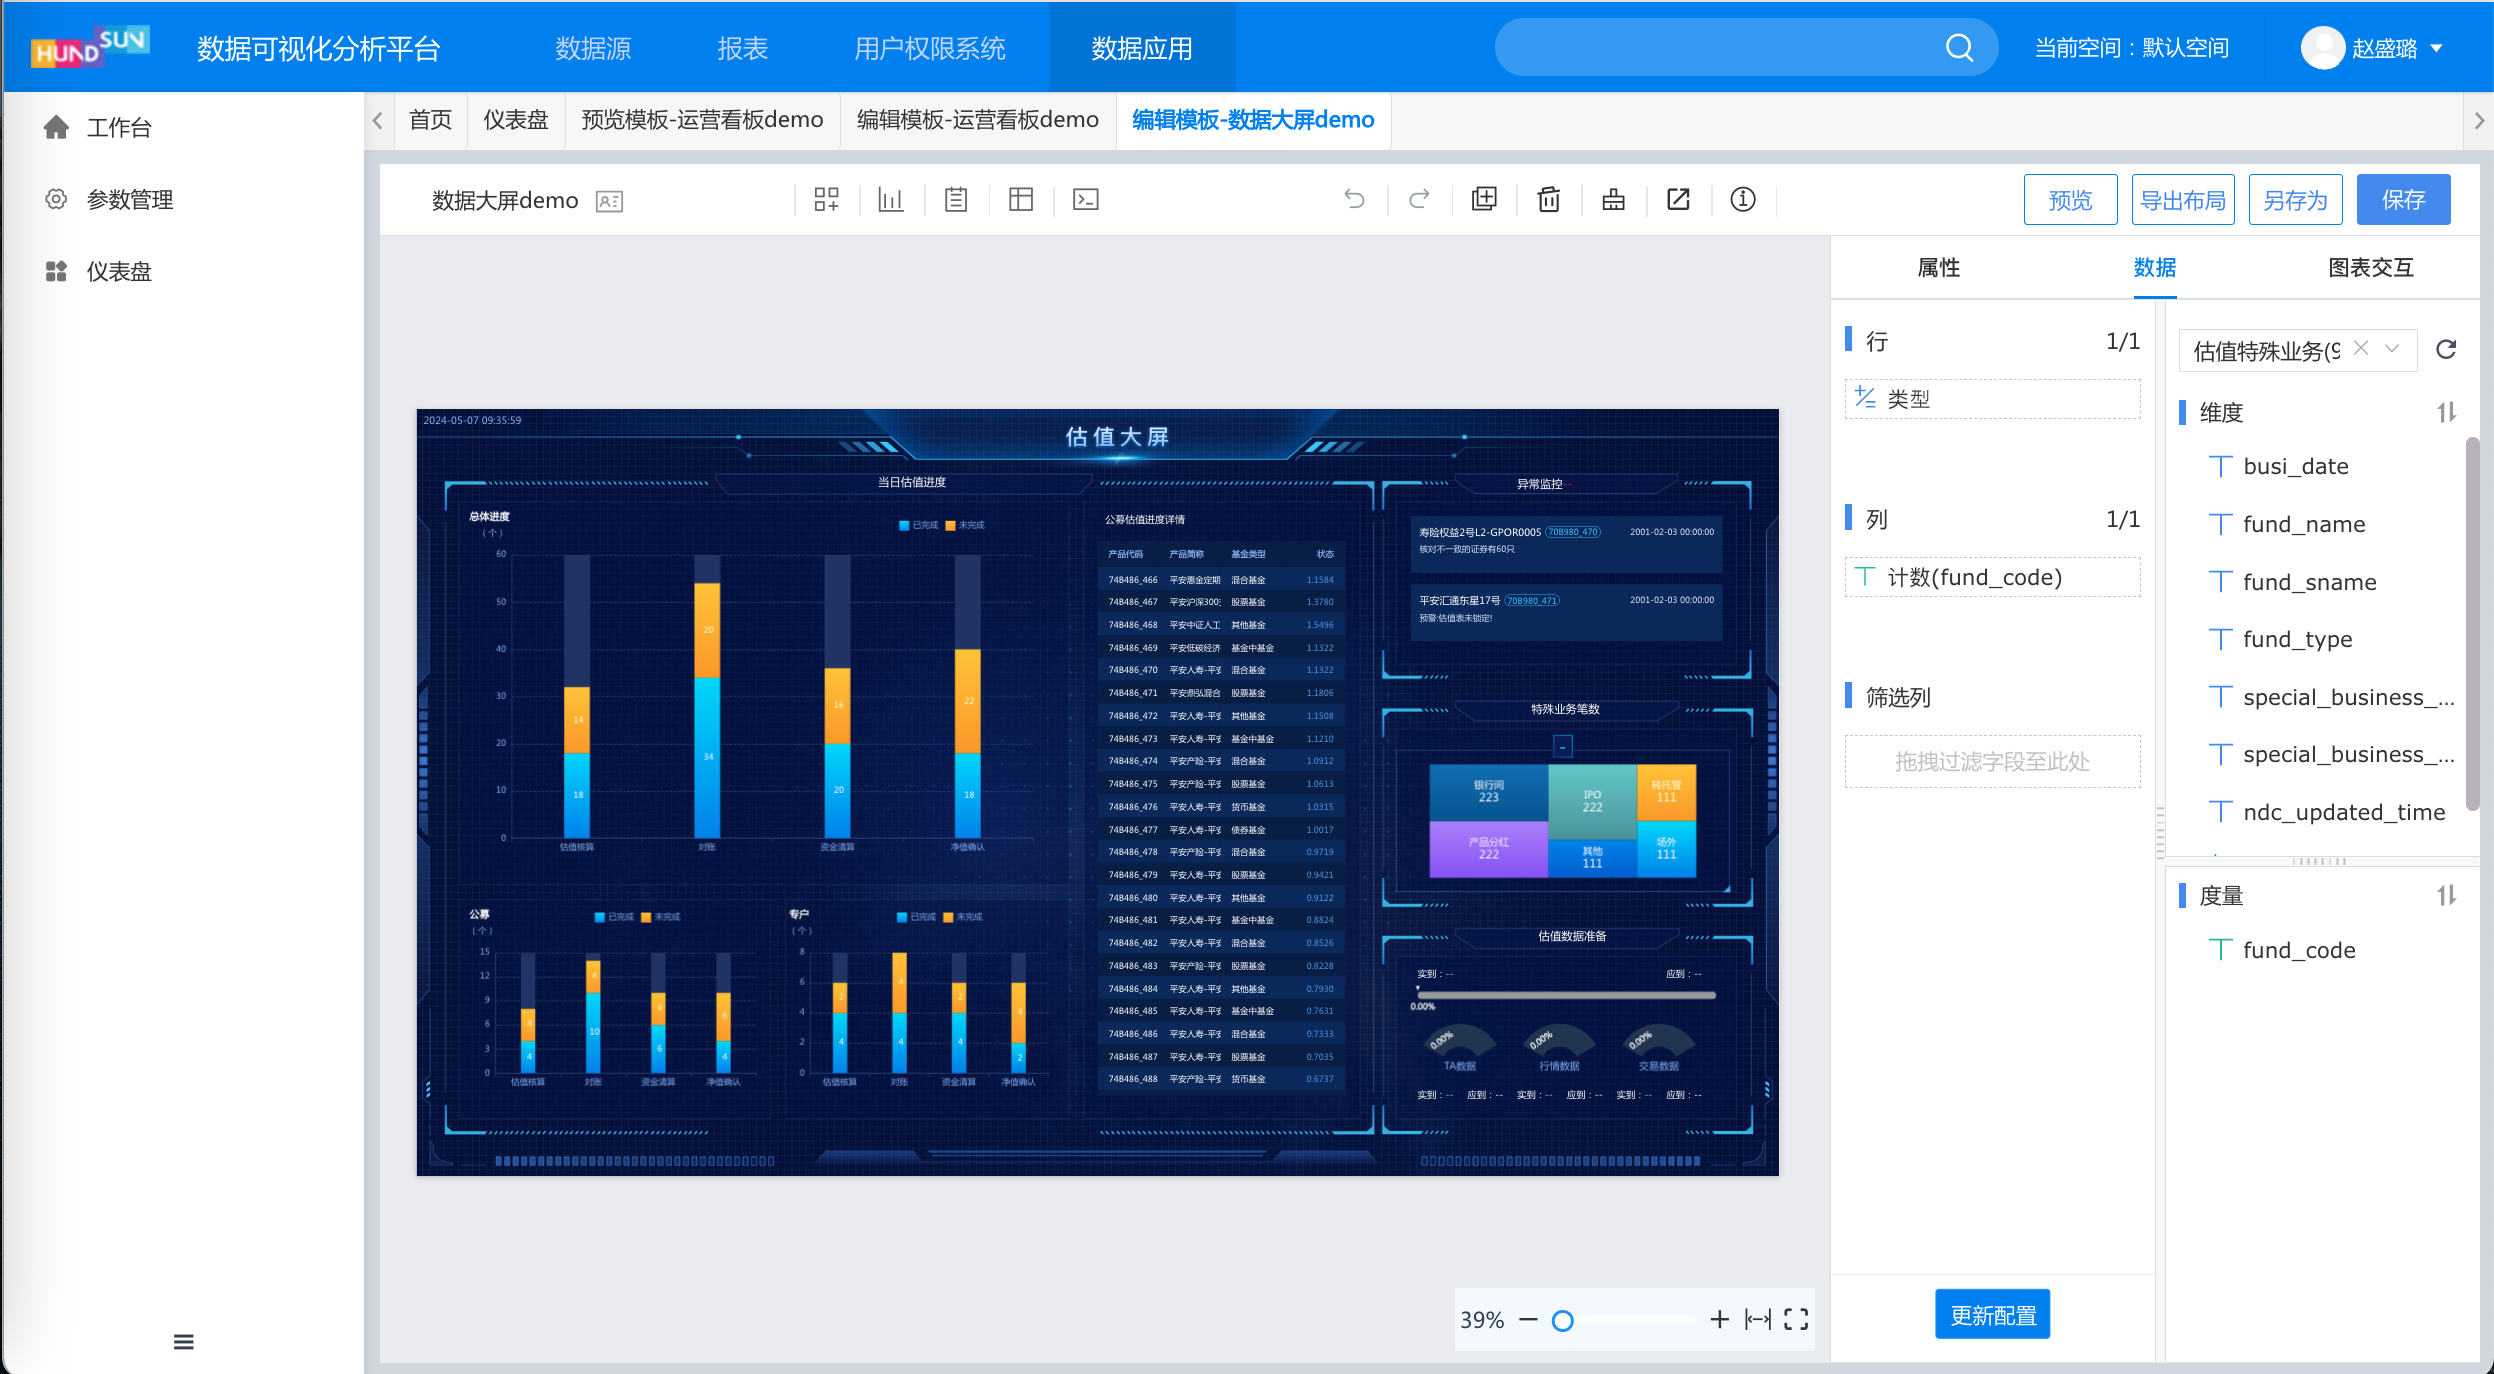 HUNDSUN
数据可视化分析平台
数据源
报表
用户权限系统
数据应用
当前空间：默认空间
赵盛璐
工作台
参数管理
仪表盘
首页
仪表盘
预览模板-运营看板demo
编辑模板-运营看板demo
编辑模板-数据大屏demo
数据大屏demo
预览
导出布局
另存为
保存
2024-05-07 09:35:59
估值大屏
当日估值进度
总体进度
（个）
已完成 未完成
60
50
40
30
20
10
0
14
18
20
34
16
20
22
18
估值核算 对账 资金清算 净值确认
公募
（个）
已完成 未完成
15
12
9
6
3
0
4
4
4
10
4
6
6
4
估值核算 对账 资金清算 净值确认
专户
（个）
已完成 未完成
8
6
4
2
0
2
4
4
4
2
4
4
2
估值核算 对账 资金清算 净值确认
公募估值进度详情
产品代码 产品简称 基金类型 状态
74B486_466 平安惠金定期 混合基金 1.1584
74B486_467 平安沪深300 股票基金 1.3780
74B486_468 平安中证人工 其他基金 1.5496
74B486_469 平安低碳经济 基金中基金 1.1322
74B486_470 平安人寿-平安 混合基金 1.1322
74B486_471 平安鼎弘混合 股票基金 1.1806
74B486_472 平安人寿-平安 其他基金 1.1508
74B486_473 平安人寿-平安 基金中基金 1.1210
74B486_474 平安产险-平安 混合基金 1.0912
74B486_475 平安产险-平安 股票基金 1.0613
74B486_476 平安人寿-平安 货币基金 1.0315
74B486_477 平安人寿-平安 债券基金 1.0017
74B486_478 平安产险-平安 混合基金 0.9719
74B486_479 平安人寿-平安 股票基金 0.9421
74B486_480 平安人寿-平安 其他基金 0.9122
74B486_481 平安人寿-平安 基金中基金 0.8824
74B486_482 平安人寿-平安 混合基金 0.8526
74B486_483 平安产险-平安 股票基金 0.8228
74B486_484 平安人寿-平安 其他基金 0.7930
74B486_485 平安人寿-平安 基金中基金 0.7631
74B486_486 平安人寿-平安 混合基金 0.7333
74B486_487 平安人寿-平安 股票基金 0.7035
74B486_488 平安产险-平安 货币基金 0.6737
异常监控--
寿险权益2号L2-GPOR0005 70B980_470 2001-02-03 00:00:00
核对不一致的证券有60只
平安汇通东星17号 70B980_471 2001-02-03 00:00:00
预警:估值表未锁定!
特殊业务笔数
-
银行间
223
IPO
222
转托管
111
产品分红
222
其他
111
场外
111
估值数据准备
实到：-- 应到：--
0.00%
0.00% 0.00% 0.00%
TA数据 行情数据 交易数据
实到：-- 应到：-- 实到：-- 应到：-- 实到：-- 应到：--
39%
属性
数据
图表交互
行 1/1
类型
列 1/1
计数(fund_code)
筛选列
拖拽过滤字段至此处
更新配置
估值特殊业务(9
维度
busi_date
fund_name
fund_sname
fund_type
special_business_...
special_business_...
ndc_updated_time
度量
fund_code